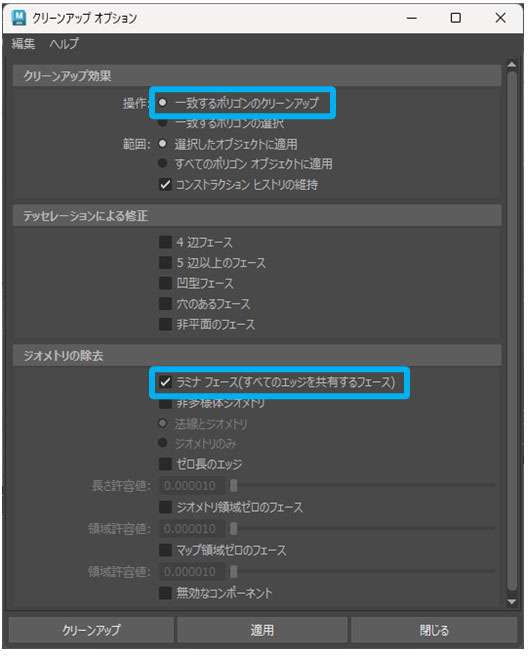 クリーンアップ オプション
編集 ヘルプ
クリーンアップ効果
操作: 一致するポリゴンのクリーンアップ
一致するポリゴンの選択
範囲: 選択したオブジェクトに適用
すべてのポリゴン オブジェクトに適用
コンストラクション ヒストリの維持
テッセレーションによる修正
4 辺フェース
5 辺以上のフェース
凹型フェース
穴のあるフェース
非平面のフェース
ジオメトリの除去
ラミナ フェース(すべてのエッジを共有するフェース)
非多様体ジオメトリ
法線とジオメトリ
ジオメトリのみ
ゼロ長のエッジ
長さ許容値: 0.000010
ジオメトリ領域ゼロのフェース
領域許容値: 0.000010
マップ領域ゼロのフェース
領域許容値: 0.000010
無効なコンポーネント
クリーンアップ 適用 閉じる